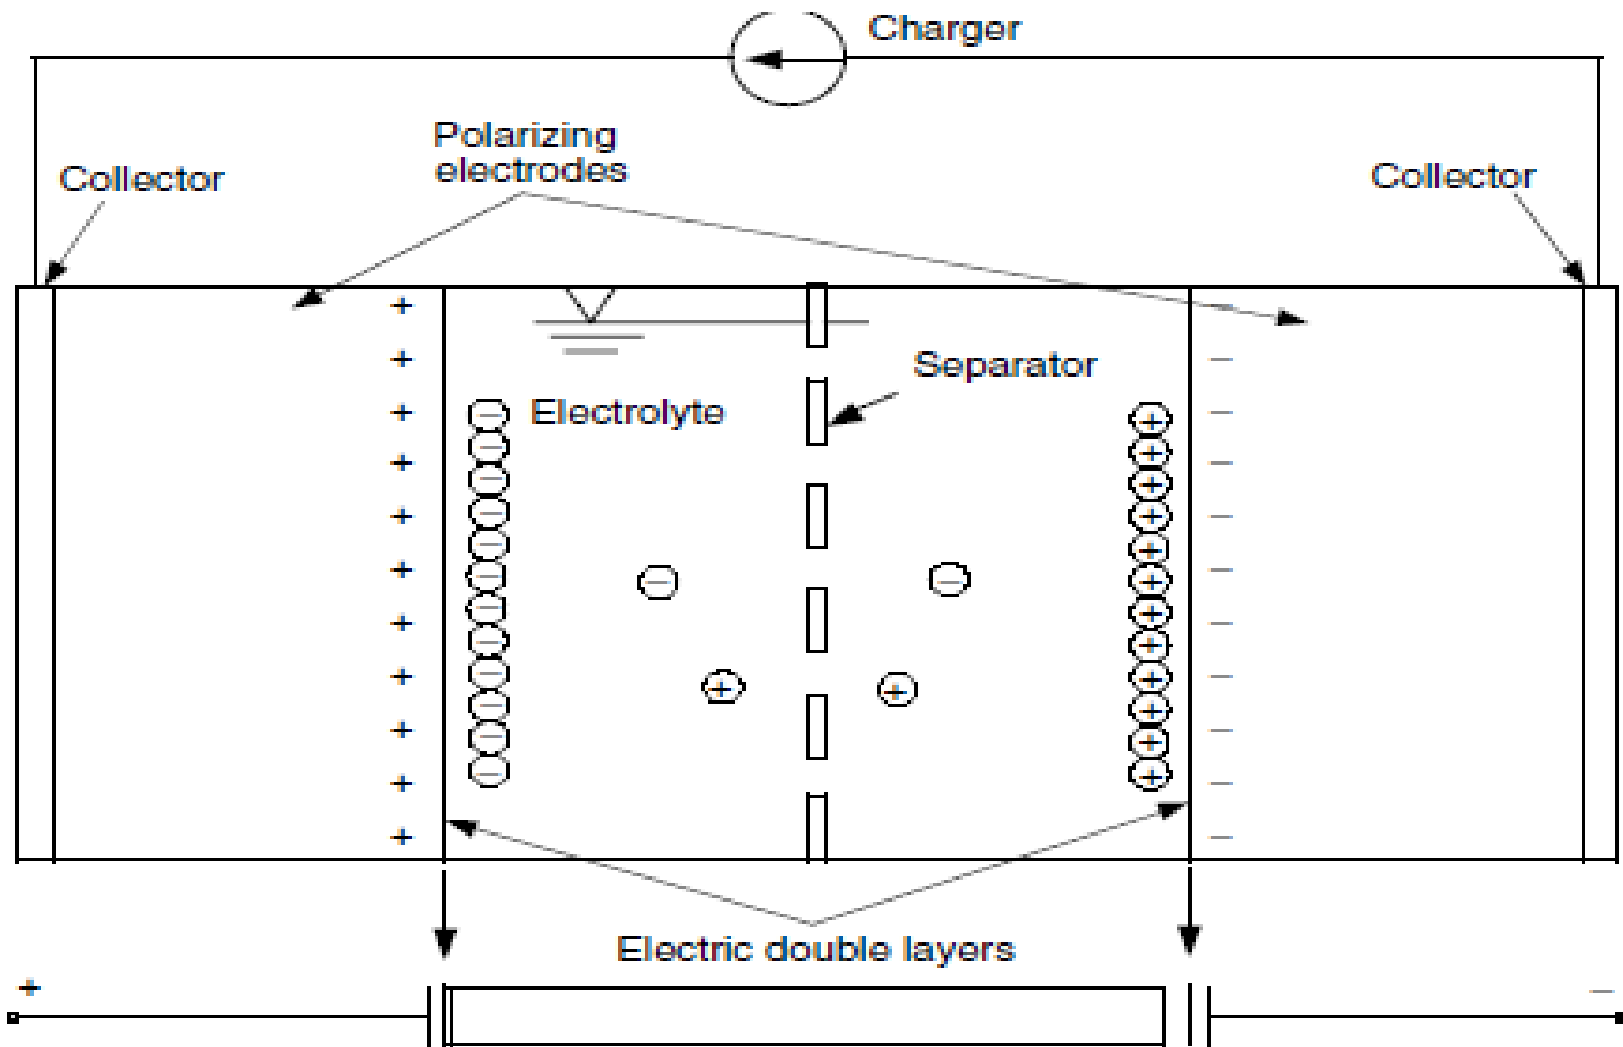 Charger
Polarizing
electrodes
Collector
Collector
Separator
Electrolyte
Electric double layers